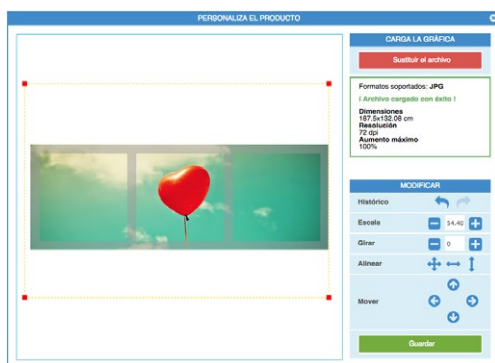 PERSONALIZA EL PRODUCTO
CARGA LA GRÁFICA
Sustituir el archivo
Formatos soportados: JPG
¡ Archivo cargado con éxito !
Dimensiones
187.5x132.08 cm
Resolución
72 dpi
Aumento máximo
100%
MODIFICAR
Histórico
Escala
54.40
Girar
0
Alinear
Mover
Guardar